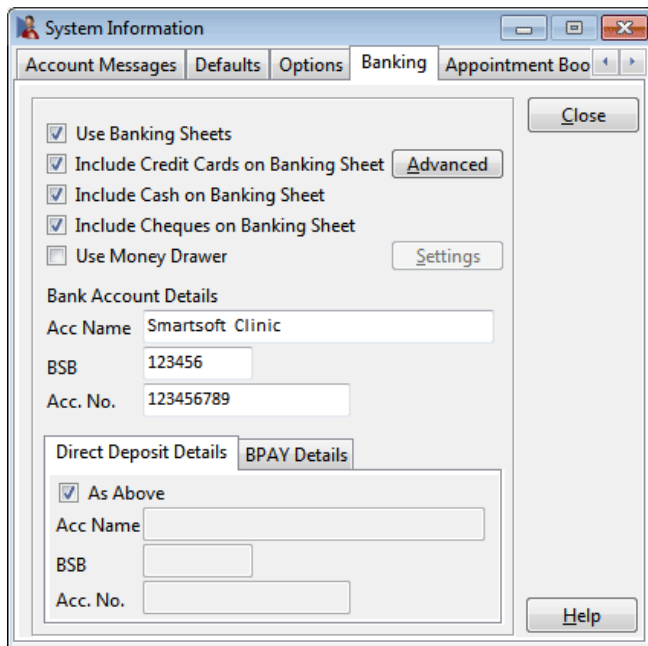 System Information
Account Messages Defaults Options Banking Appointment Boo
Close
Use Banking Sheets
Include Credit Cards on Banking Sheet Advanced
Include Cash on Banking Sheet
Include Cheques on Banking Sheet
Use Money Drawer Settings
Bank Account Details
Acc Name Smartsoft Clinic
BSB 123456
Acc. No. 123456789
Direct Deposit Details BPAY Details
As Above
Acc Name
BSB
Acc. No.
Help